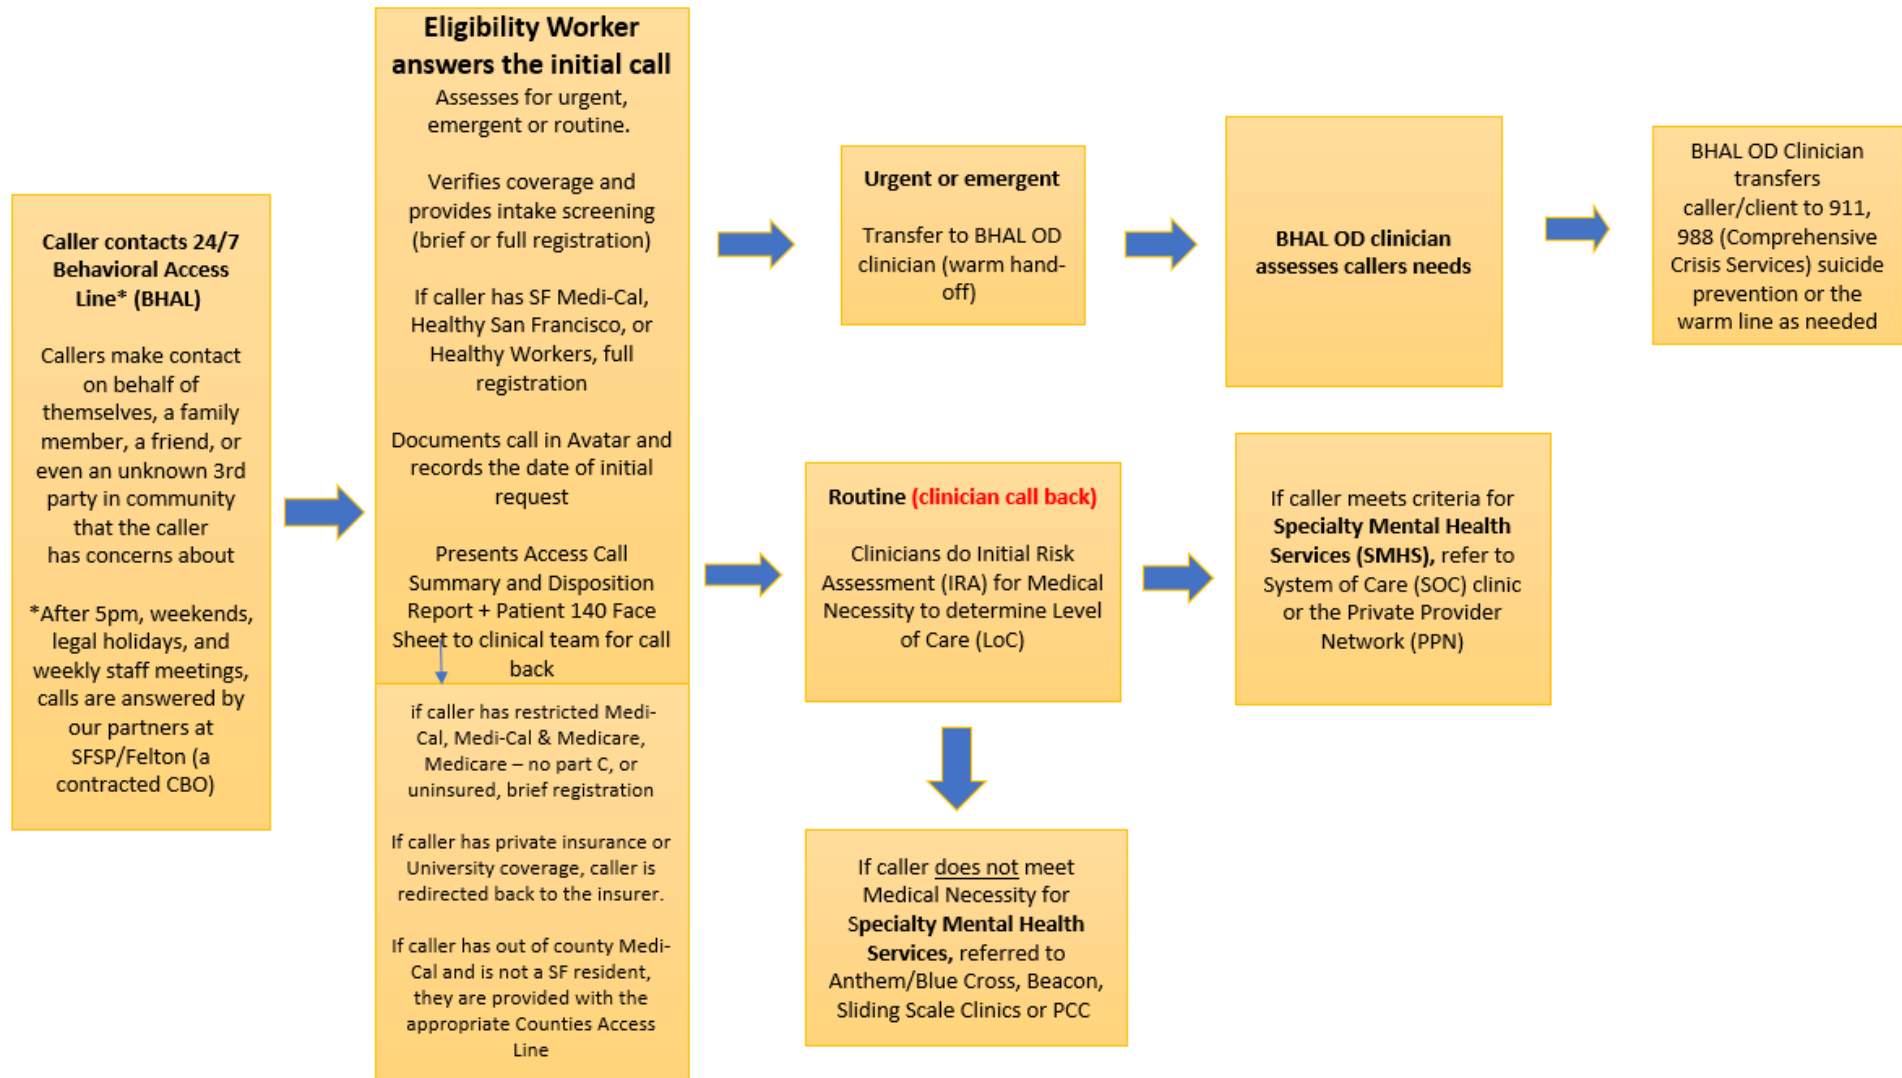 Caller contacts 24/7
Behavioral Access
Line* (BHAL)
Callers make contact
on behalf of
themselves, a family
member, a friend, or
even an unknown 3rd
party in community
that the caller
has concerns about
*After 5pm, weekends,
legal holidays, and
weekly staff meetings,
calls are answered by
our partners at
SFSP/Felton (a
contracted CBO)
Eligibility Worker
answers the initial call
Assesses for urgent,
emergent or routine.
Verifies coverage and
provides intake screening
(brief or full registration)
If caller has SF Medi-Cal,
Healthy San Francisco, or
Healthy Workers, full
registration
Documents call in Avatar and
records the date of initial
request
Presents Access Call
Summary and Disposition
Report + Patient 140 Face
Sheet to clinical team for call
back
if caller has restricted Medi-
Cal, Medi-Cal & Medicare,
Medicare – no part C, or
uninsured, brief registration
If caller has private insurance or
University coverage, caller is
redirected back to the insurer.
If caller has out of county Medi-
Cal and is not a SF resident,
they are provided with the
appropriate Counties Access
Line
Urgent or emergent
Transfer to BHAL OD
clinician (warm hand-
off)
BHAL OD clinician
assesses callers needs
BHAL OD Clinician
transfers
caller/client to 911,
988 (Comprehensive
Crisis Services) suicide
prevention or the
warm line as needed
Routine (clinician call back)
Clinicians do Initial Risk
Assessment (IRA) for Medical
Necessity to determine Level
of Care (LoC)
If caller meets criteria for
Specialty Mental Health
Services (SMHS), refer to
System of Care (SOC) clinic
or the Private Provider
Network (PPN)
If caller does not meet
Medical Necessity for
Specialty Mental Health
Services, referred to
Anthem/Blue Cross, Beacon,
Sliding Scale Clinics or PCC